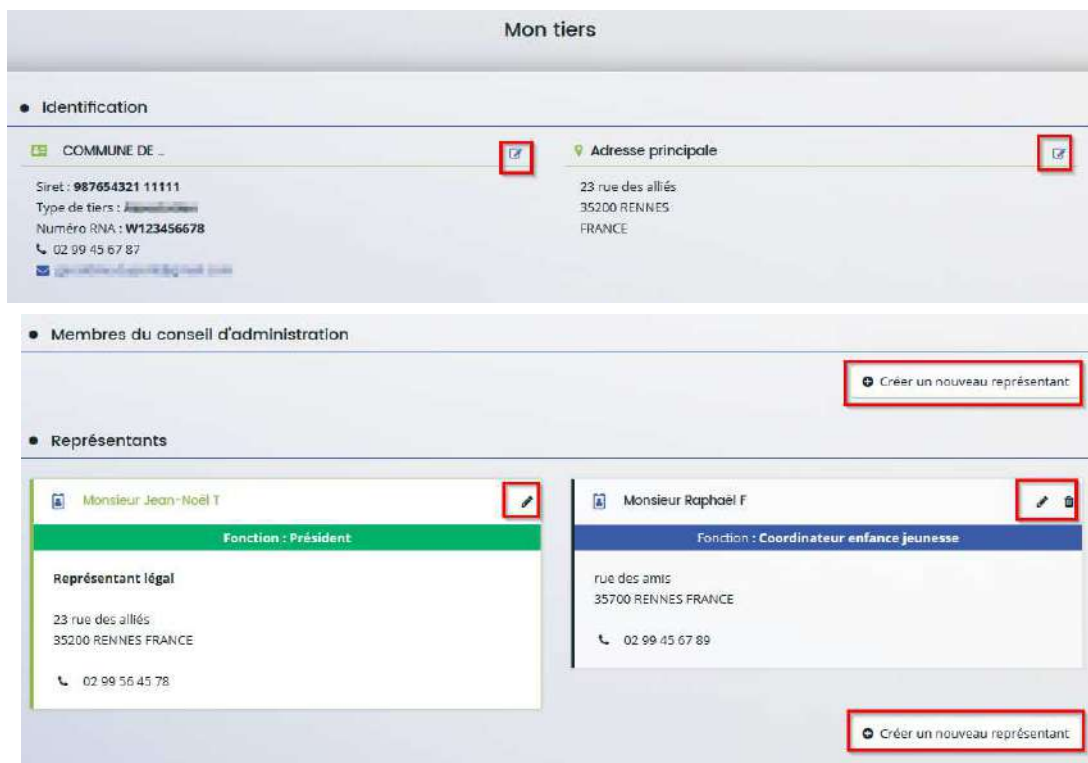 Mon tiers
Identification
COMMUNE DE ..
Adresse principale
Siret : 987654321 11111
23 rue des alliés
Type de tiers :
35200 RENNES
Numéro RNA : W123456678
FRANCE
02 99 45 67 87
Membres du conseil d'administration
Créer un nouveau représentant
Représentants
Monsieur Jean-Noël T
Monsieur Raphaël F
Fonction : Président
Fonction : Coordinateur enfance jeunesse
Représentant légal
rue des amis
35700 RENNES FRANCE
23 rue des alliés
35200 RENNES FRANCE
02 99 45 67 89
02 99 56 45 78
Créer un nouveau représentant